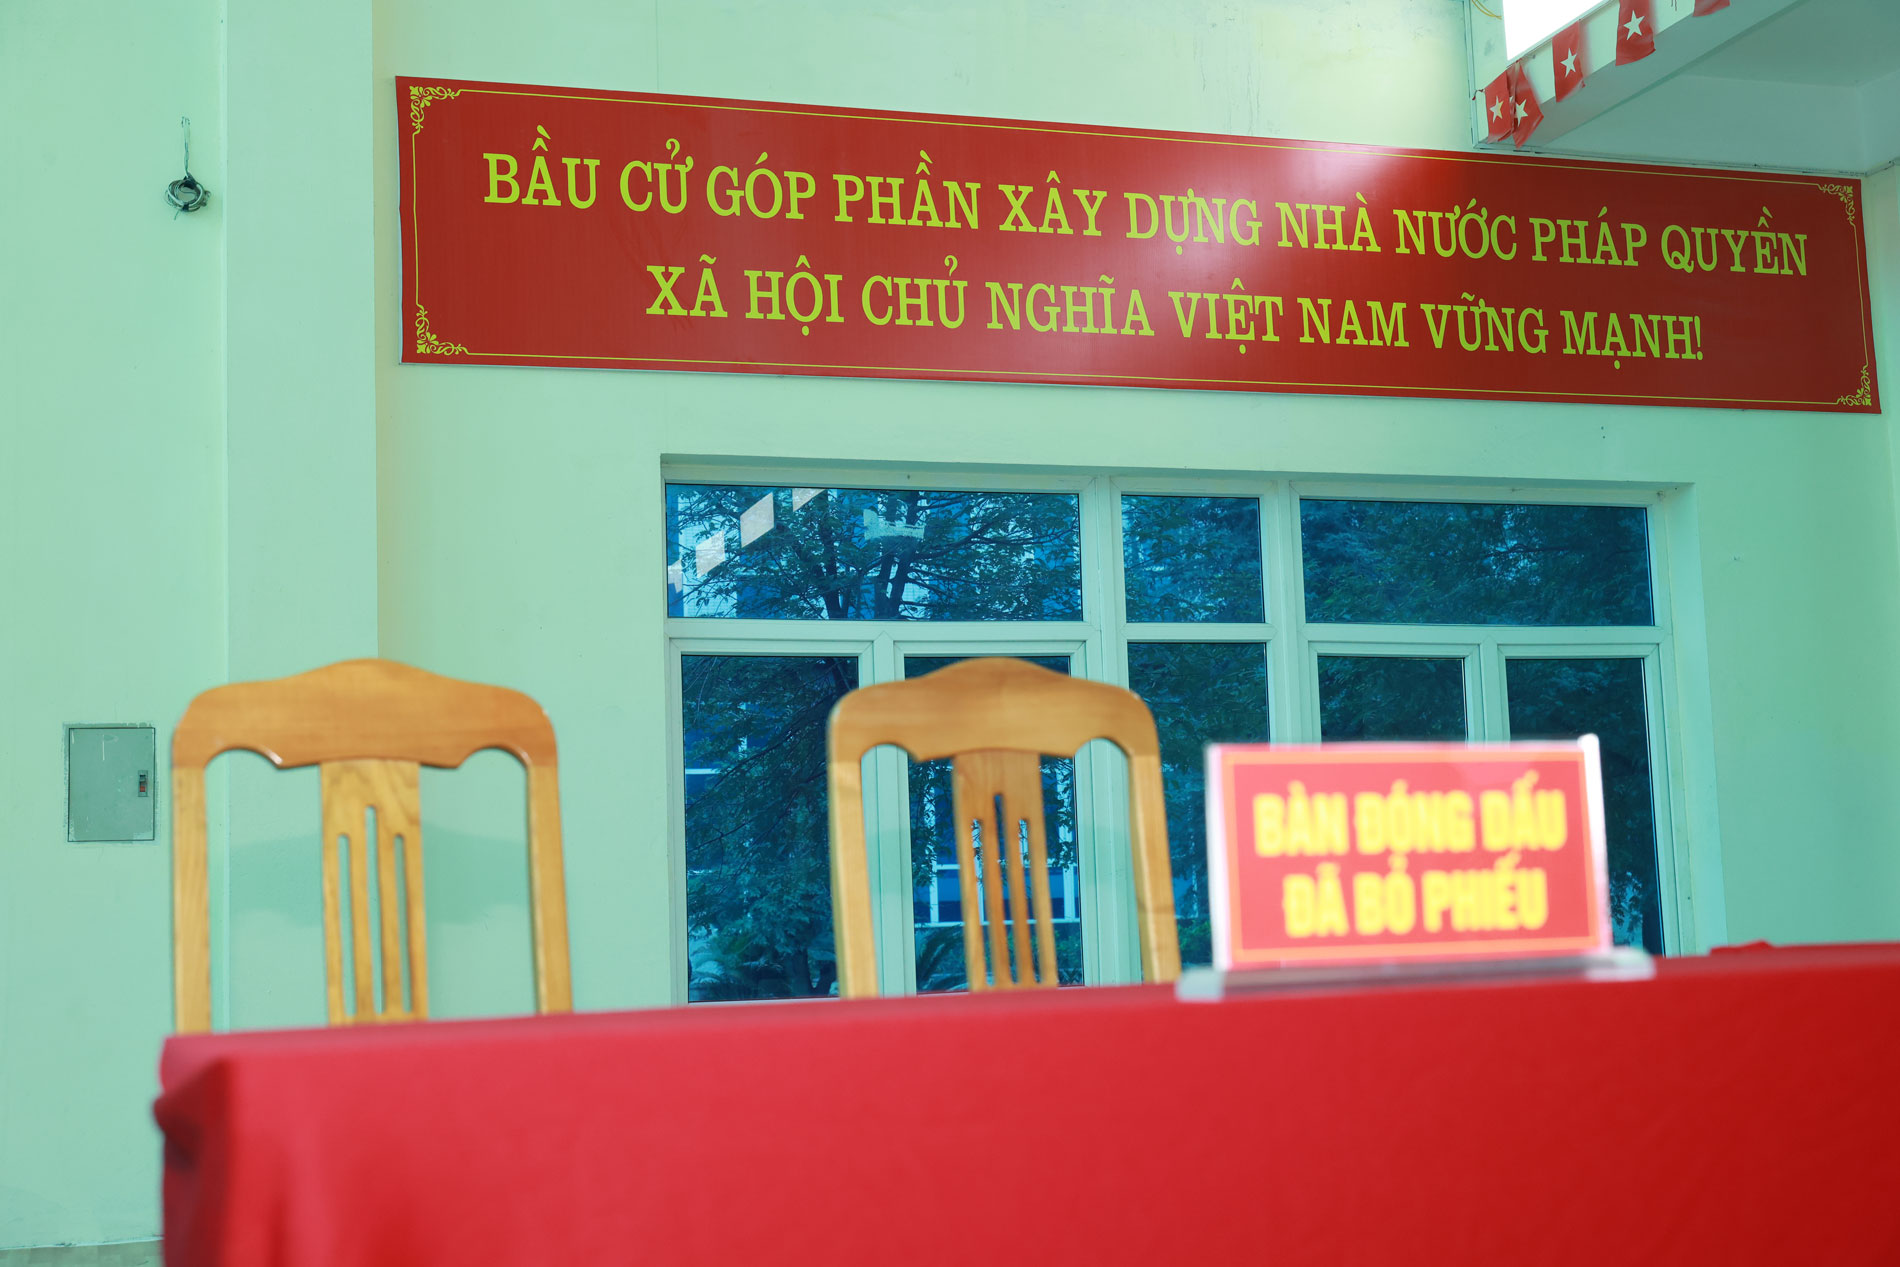 BẦU CỬ GÓP PHẦN XÂY DỰNG NHÀ NƯỚC PHÁP QUYỀN
XÃ HỘI CHỦ NGHĨA VIỆT NAM VỮNG MẠNH!
BÀN ĐÓNG DẤU
ĐÃ BỎ PHIẾU